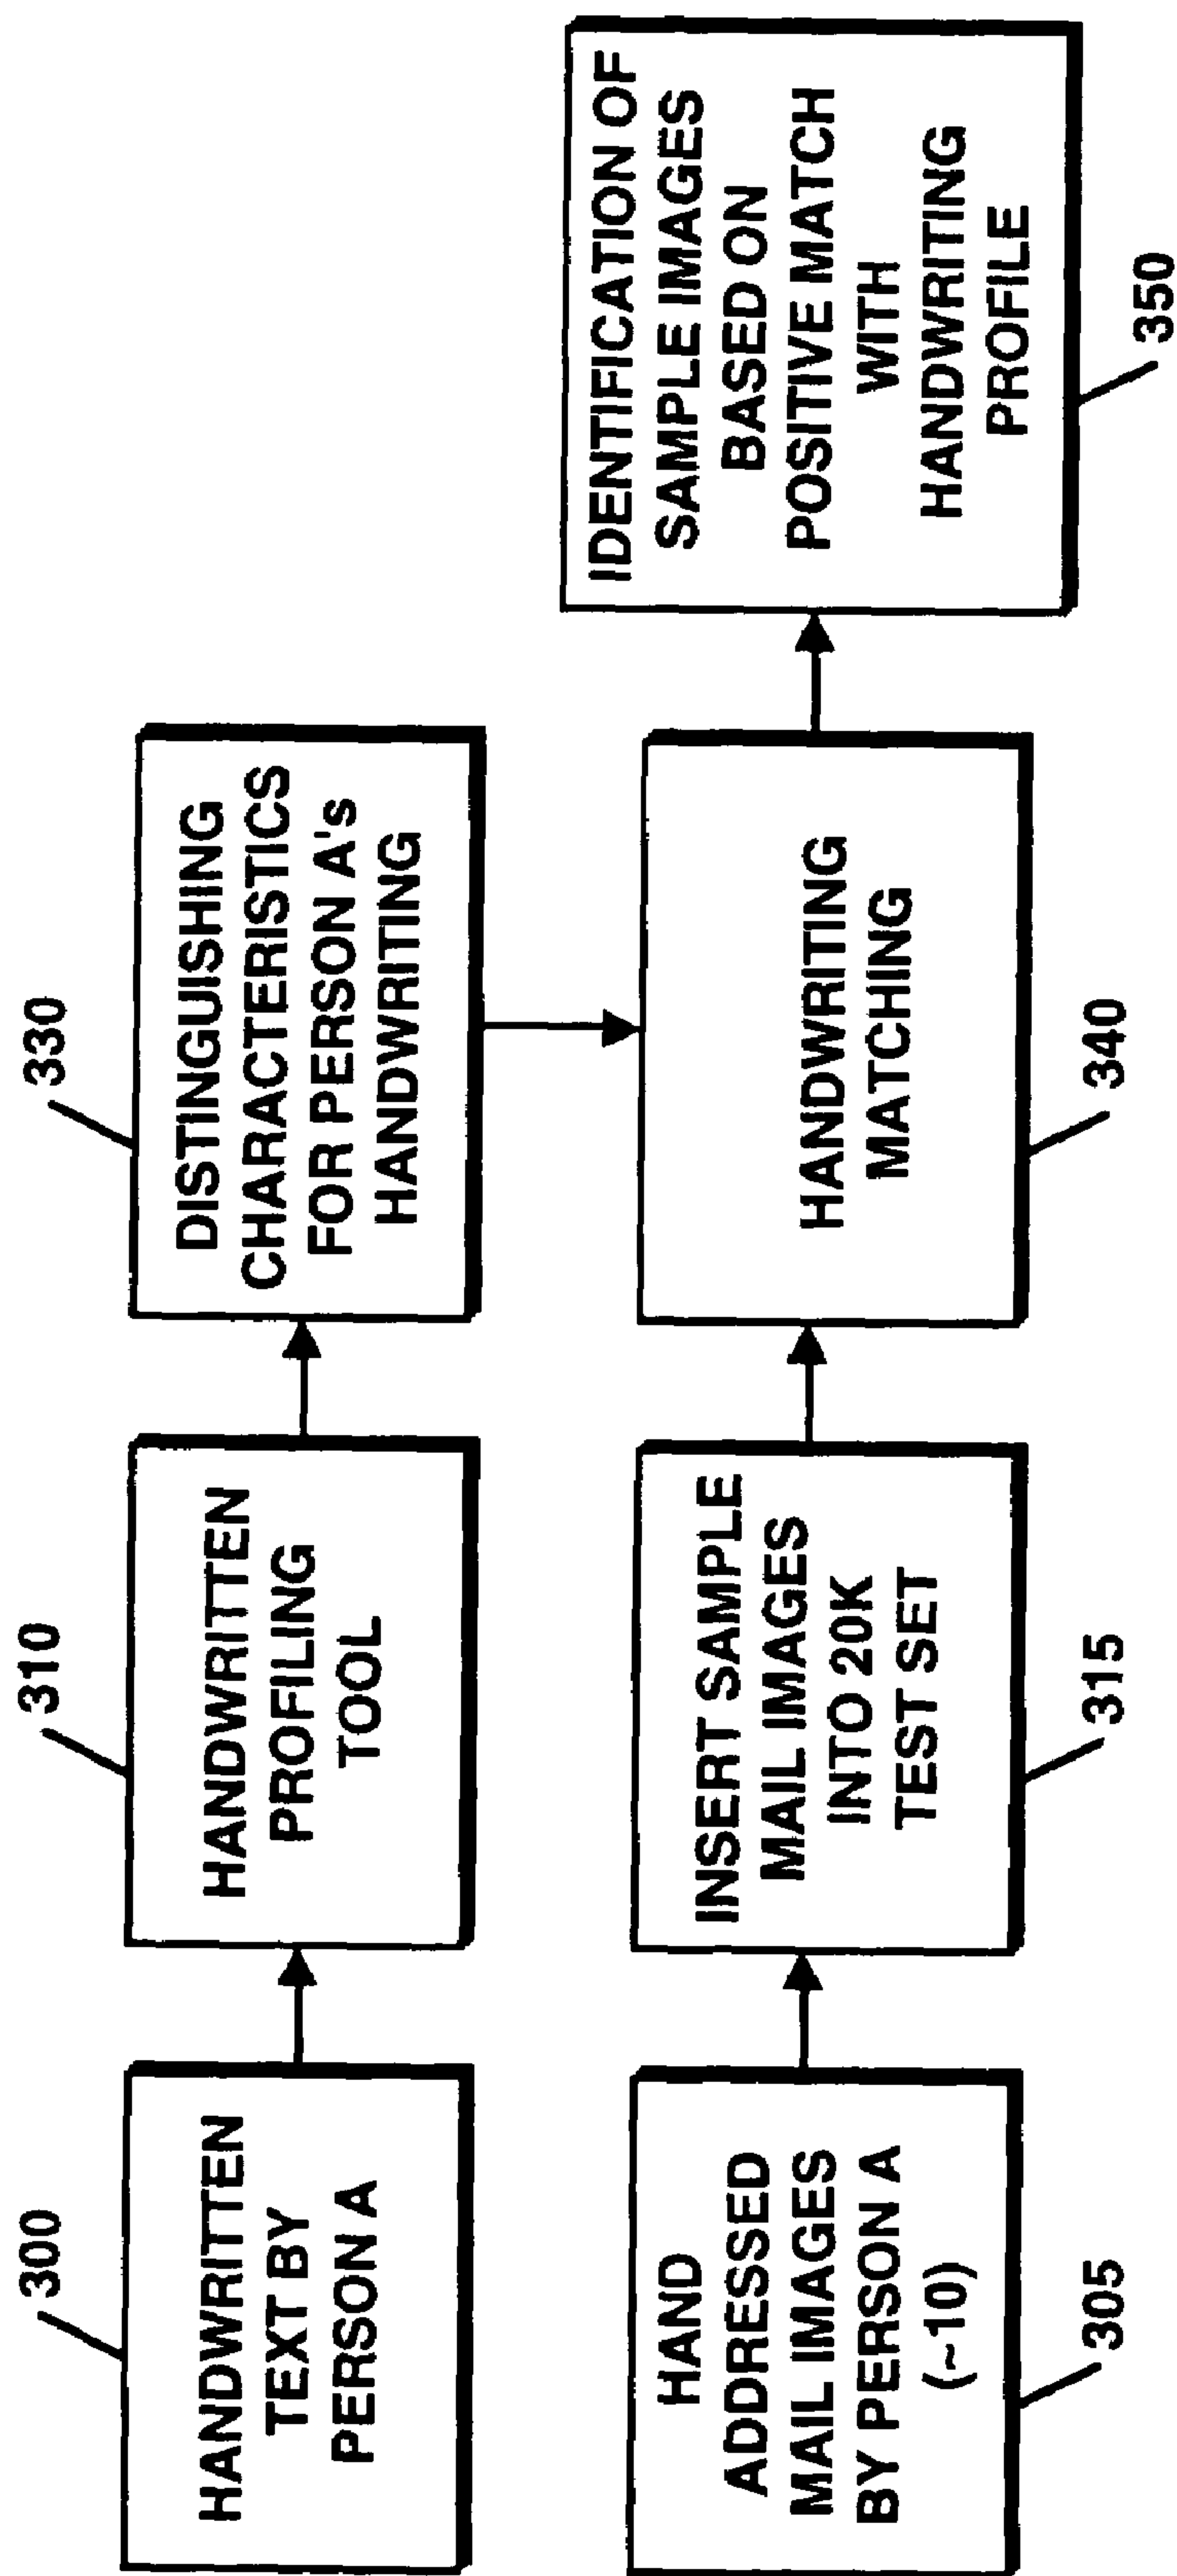 300
HANDWRITTEN
TEXT BY
PERSON A
310
HANDWRITTEN
PROFILING
TOOL
330
DISTINGUISHING
CHARACTERISTICS
FOR PERSON A's
HANDWRITING
HAND
ADDRESSED
MAIL IMAGES
BY PERSON A
(~10)
305
INSERT SAMPLE
MAIL IMAGES
INTO 20K
TEST SET
315
HANDWRITING
MATCHING
340
IDENTIFICATION OF
SAMPLE IMAGES
BASED ON
POSITIVE MATCH
WITH
HANDWRITING
PROFILE
350